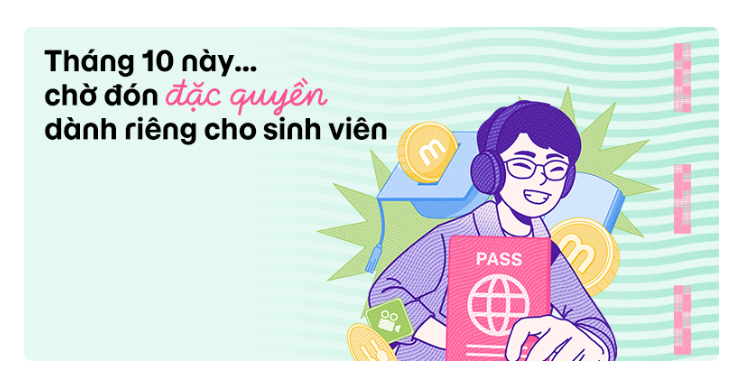 Tháng 10 này...
chờ đón đặc quyền
dành riêng cho sinh viên
m
m
PASS